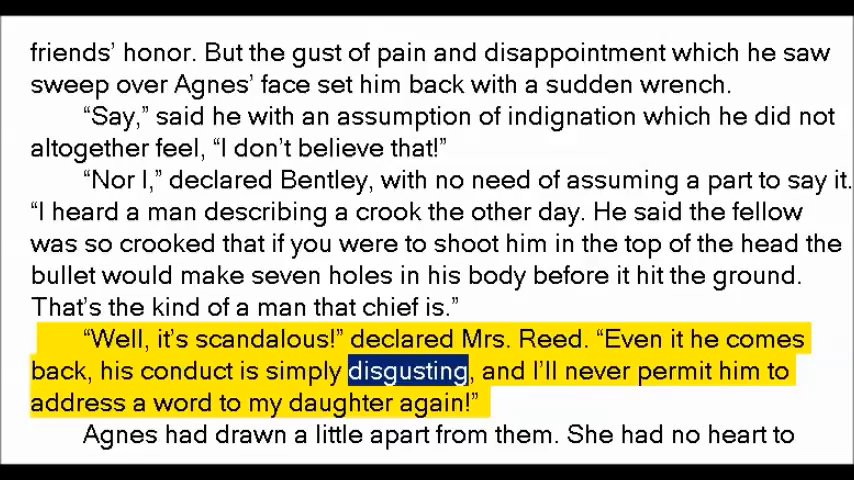 friends’ honor. But the gust of pain and disappointment which he saw
sweep over Agnes’ face set him back with a sudden wrench.
“Say,” said he with an assumption of indignation which he did not
altogether feel, “I don’t believe that!”
“Nor I,” declared Bentley, with no need of assuming a part to say it.
“I heard a man describing a crook the other day. He said the fellow
was so crooked that if you were to shoot him in the top of the head the
bullet would make seven holes in his body before it hit the ground.
That’s the kind of a man that chief is.”
“Well, it’s scandalous!” declared Mrs. Reed. “Even it he comes
back, his conduct is simply disgusting, and I’ll never permit him to
address a word to my daughter again!”
Agnes had drawn a little apart from them. She had no heart to